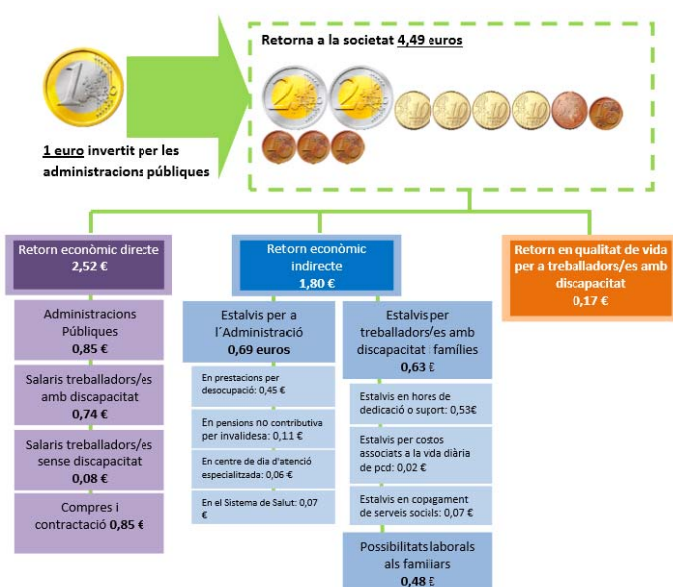 Retorna a la societat 4,49 euros
1 euro invertit per les
administracions públiques
Retorn econòmic directe
2,52 €
Administracions
Públiques
0,85 €
Salaris treballadors/es
amb discapacitat
0,74 €
Salaris treballadors/es
sense discapacitat
0,08 €
Compres i
contractació 0,85 €
Retorn econòmic
indirecte
1,80 €
Estalvis per a
l´Administració
0,69 euros
En prestacions per
desocupació: 0,45 €
En pensions no contributiva
per invalidesa: 0,11 €
En centre de dia d'atenció
especialitzada: 0,06 €
En el Sistema de Salut: 0,07
€
Estalvis per
treballadors/es amb
discapacitat i famílies
0,63 £
Estalvis en hores de
dedicació o suport: 0,53€
Estalvis per costos
associats a la vida diària
de pcd: 0,02 €
Estalvis en copagament
de serveis socials: 0,07 €
Possibilitats laborals
als familiars
0,48 £
Retorn en qualitat de vida
per a treballadors/es amb
discapacitat
0,17 €